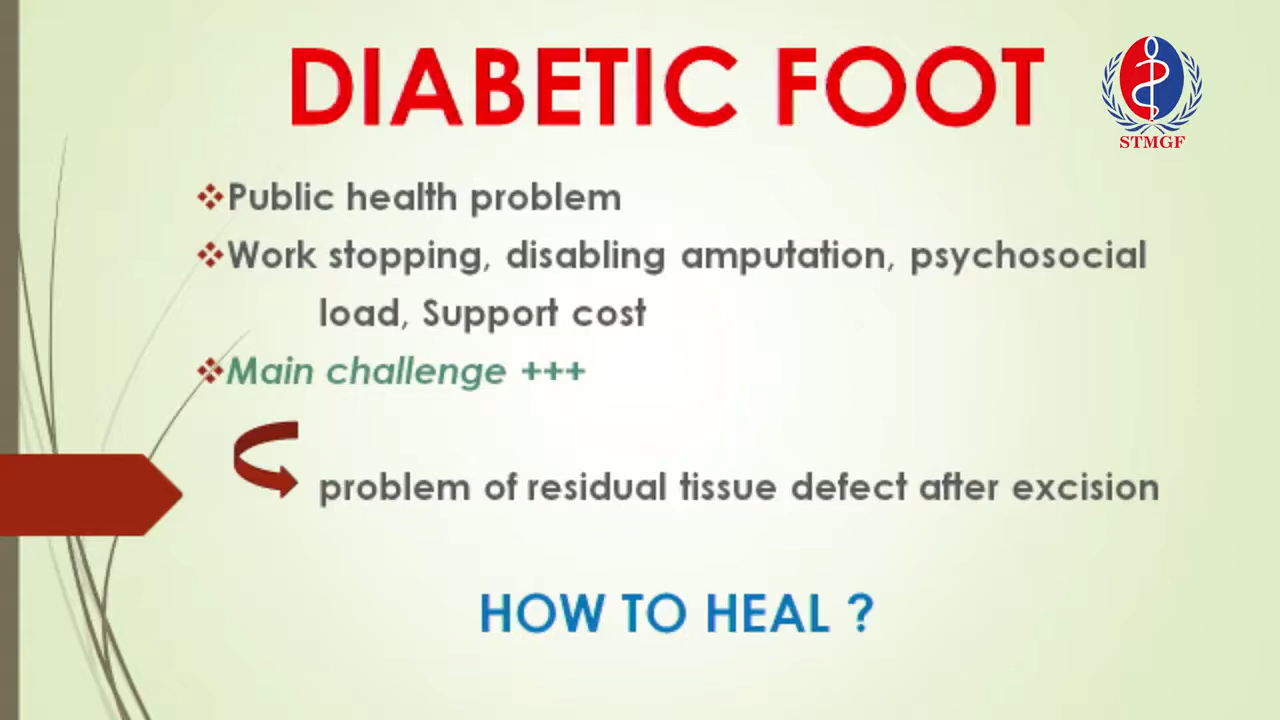 DIABETIC FOOT
STMGF
Public health problem
Work stopping, disabling amputation, psychosocial
load, Support cost
Main challenge +++
problem of residual tissue defect after excision
HOW TO HEAL ?